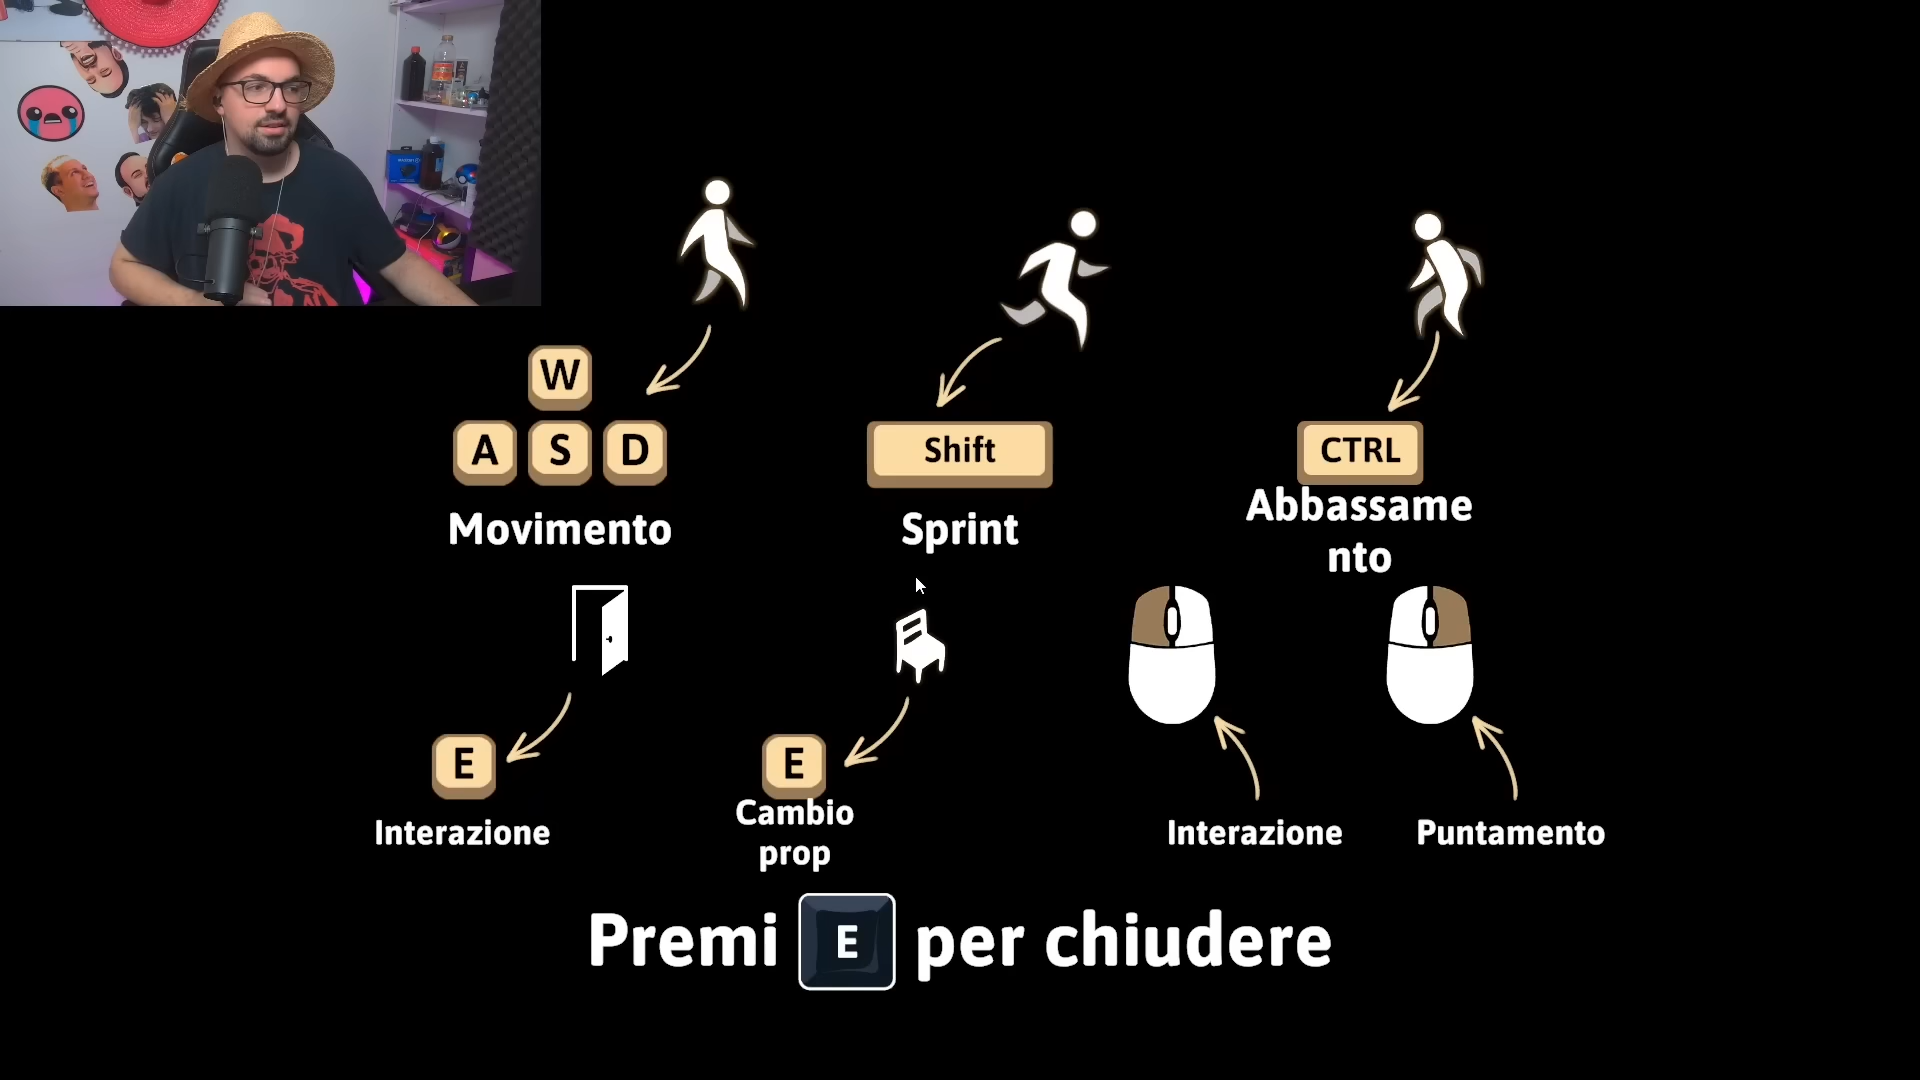 W
A S D
Movimento
Shift
Sprint
CTRL
Abbassame
nto
E
Interazione
E
Cambio
prop
Interazione
Puntamento
Premi E per chiudere